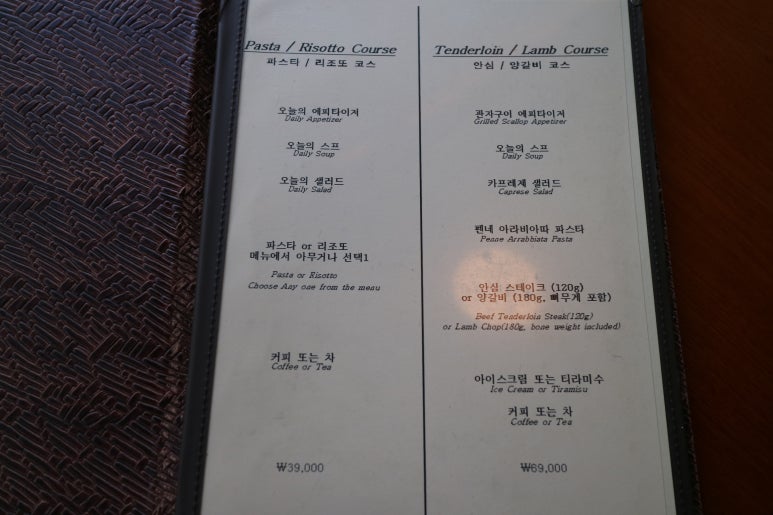 Pasta / Risotto Course
파스타 / 리조또 코스
오늘의 에피타이져
Daily Appetizer
오늘의 스프
Daily Soup
오늘의 샐러드
Daily Salad
파스타 or 리조또
메뉴에서 아무거나 선택1
Pasta or Risotto
Choose Any one from the menu
커피 또는 차
Coffee or Tea
₩39,000
Tenderloin / Lamb Course
안심 / 양갈비 코스
관자구이 에피타이져
Grilled Scallop Appetizer
오늘의 스프
Daily Soup
카프레제 샐러드
Caprese Salad
펜네 아라비아따 파스타
Penne Arrabbiata Pasta
안심 스테이크 (120g)
or 양갈비 (180g, 뼈무게 포함)
Beef Tenderloin Steak(120g)
or Lamb Chop(180g, bone weight included)
아이스크림 또는 티라미수
Ice Cream or Tiramisu
커피 또는 차
Coffee or Tea
₩69,000